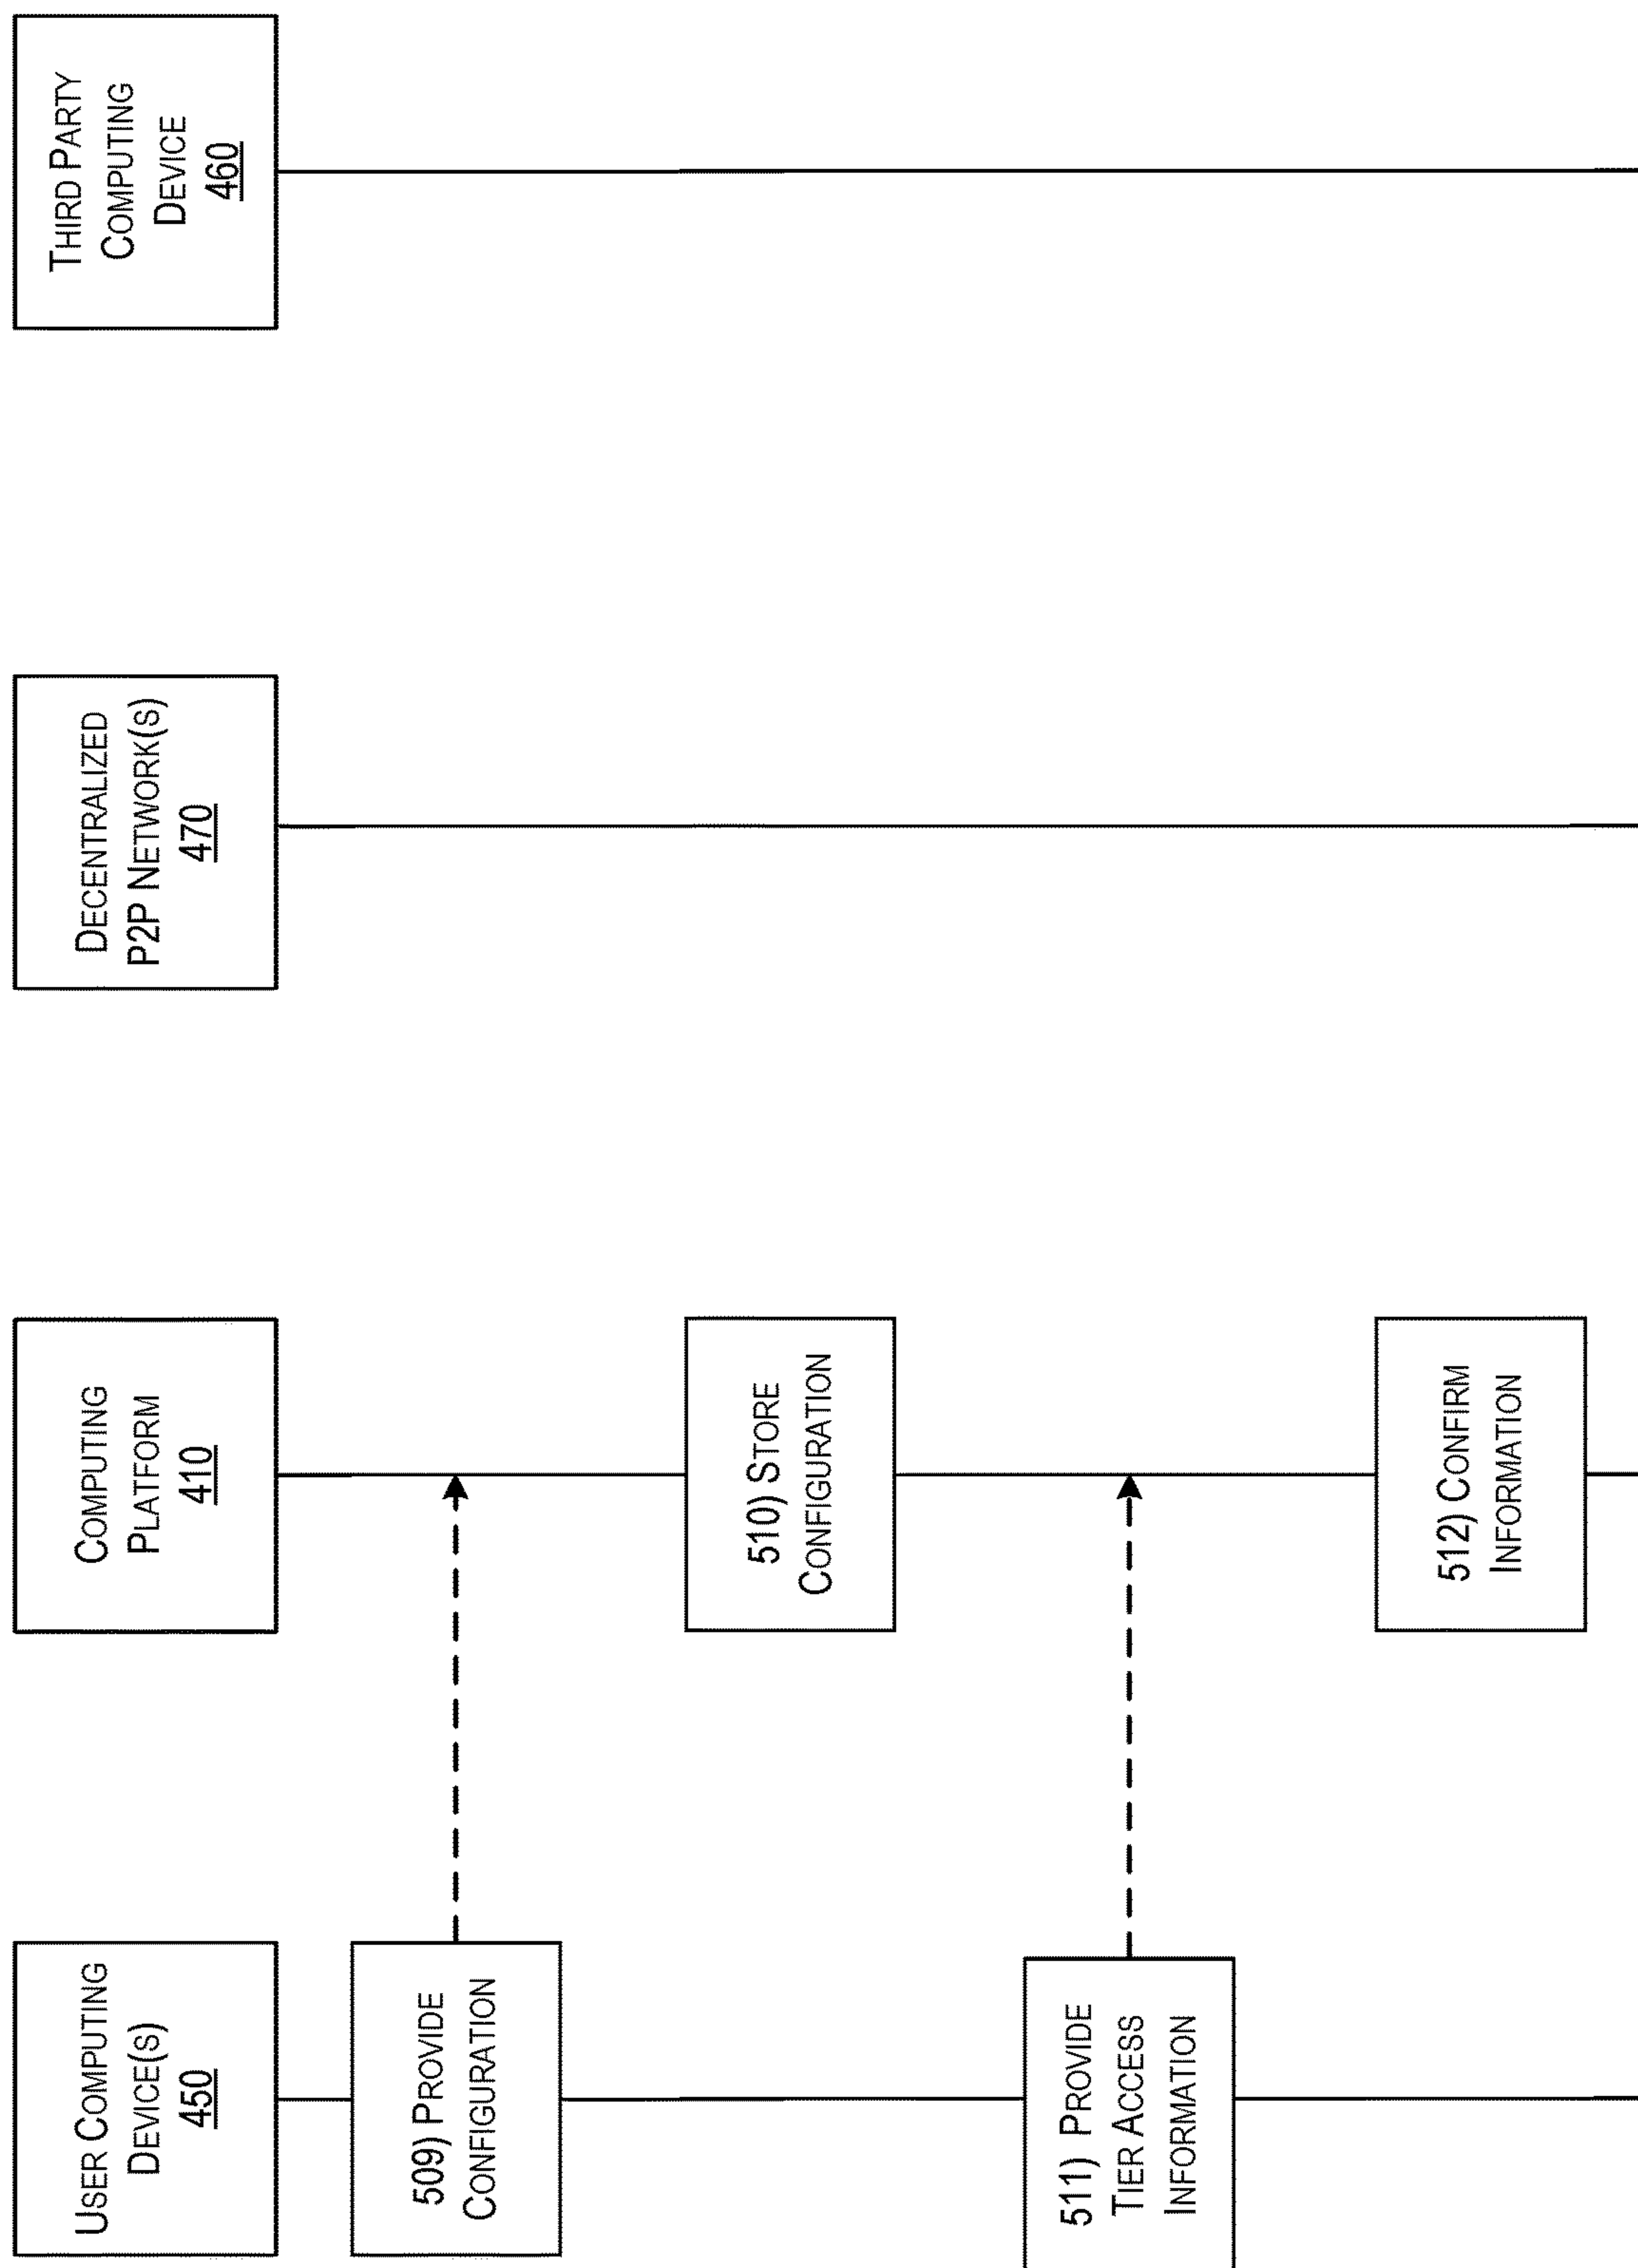 USER COMPUTING
DEVICE(S)
450
COMPUTING
PLATFORM
410
DECENTRALIZED
P2P NETWORK(S)
470
THIRD PARTY
COMPUTING
DEVICE
460
509) PROVIDE
CONFIGURATION
510) STORE
CONFIGURATION
511) PROVIDE
TIER ACCESS
INFORMATION
512) CONFIRM
INFORMATION